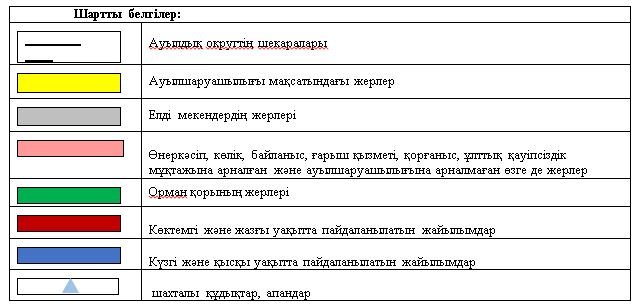 Шартты белгілер:
Ауылдық округтің шекаралары
Ауылшаруашылығы мақсатындағы жерлер
Елді мекендердің жерлері
Өнеркәсіп, көлік, байланыс, ғарыш қызметі, қорғаныс, ұлттық қауіпсіздік
мұқтажына арналған және ауылшаруашылығына арналмаған өзге де жерлер
Орман қорының жерлері
Көктемгі және жазғы уақытта пайдаланылатын жайылымдар
Күзгі және қысқы уақытта пайдаланылатын жайылымдар
шахталы құдықтар, апандар